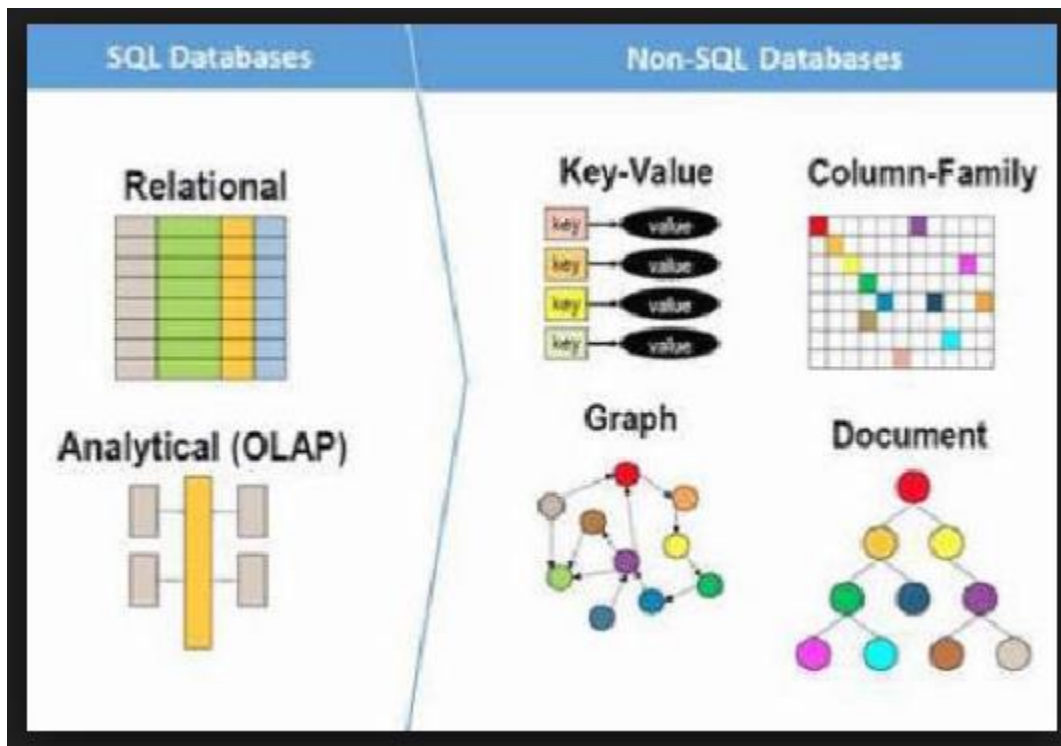 SQL Databases
Non-SQL Databases
Relational
Analytical (OLAP)
Key-Value
key value
key value
key value
key value
Column-Family
Graph
Document